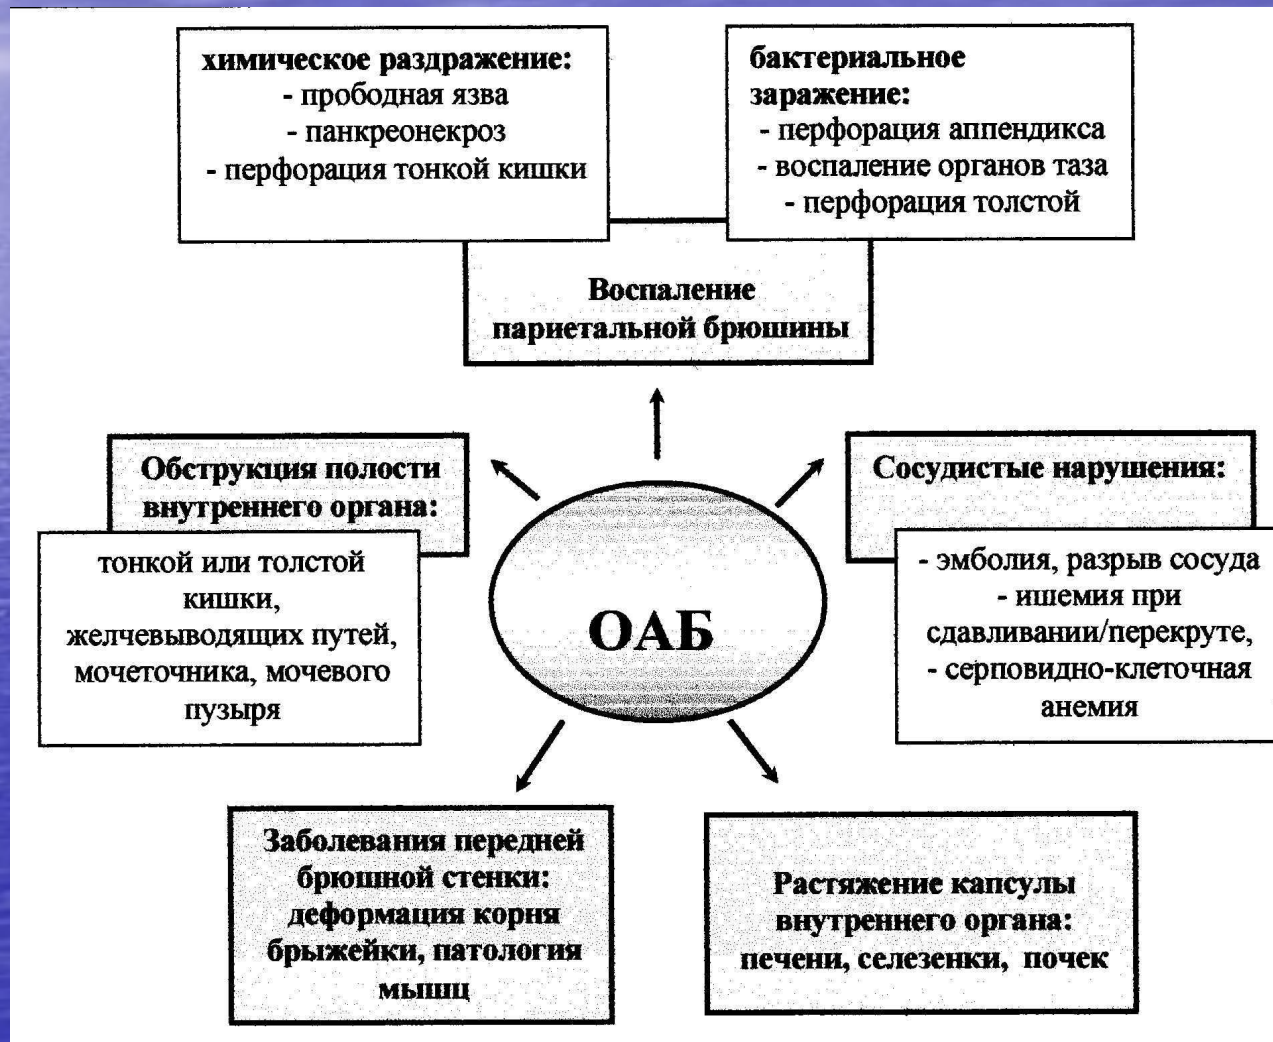 химическое раздражение:
- прободная язва
- панкреонекроз
- перфорация тонкой кишки
бактериальное
заражение:
- перфорация аппендикса
- воспаление органов таза
- перфорация толстой
Воспаление
париетальной брюшины
Обструкция полости
внутреннего органа:
тонкой или толстой
кишки,
желчевыводящих путей,
мочеточника, мочевого
пузыря
Сосудистые нарушения:
- эмболия, разрыв сосуда
- ишемия при
сдавливании/перекруте,
- серповидно-клеточная
анемия
ОАБ
Заболевания передней
брюшной стенки:
деформация корня
брыжейки, патология
мышц
Растяжение капсулы
внутреннего органа:
печени, селезенки, почек